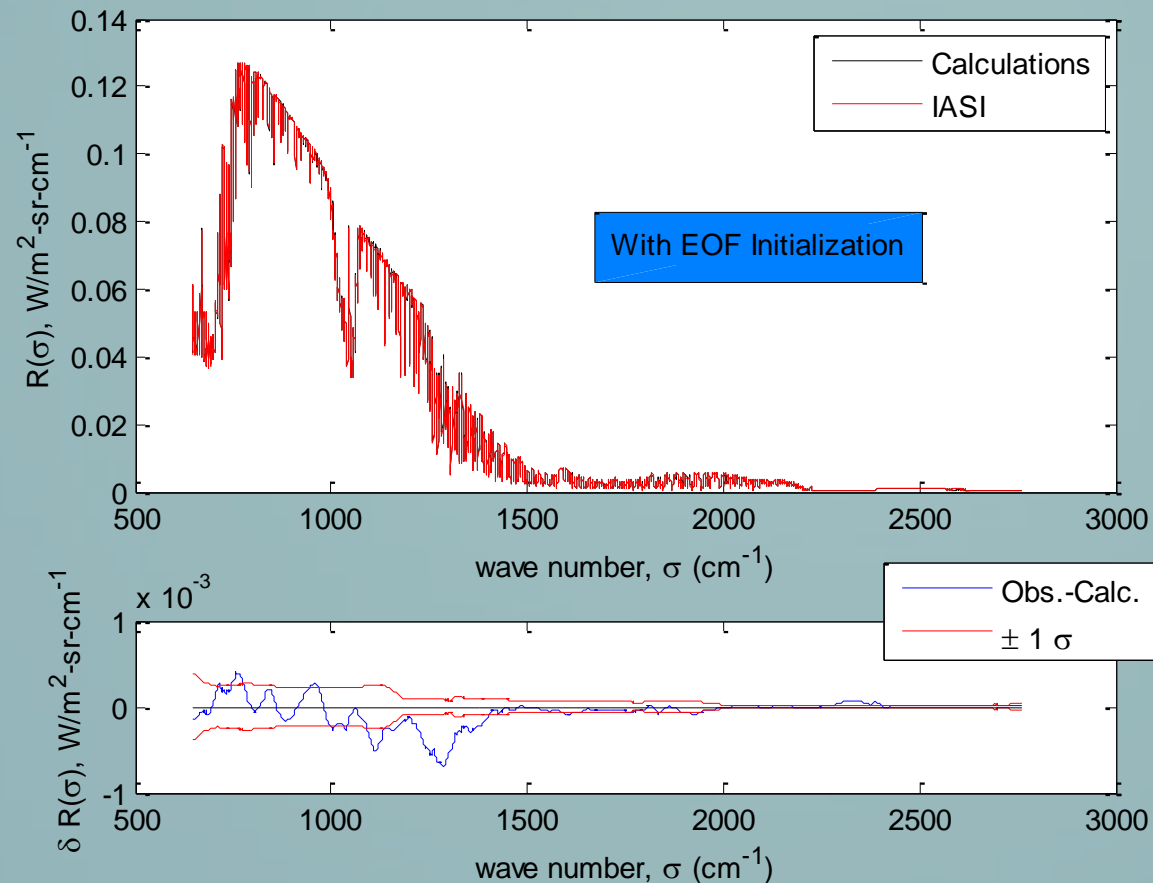 0.14
0.12
0.1
0.08
0.06
0.04
0.02
0
R(σ), W/m²-sr-cm⁻¹
Calculations
IASI
With EOF Initialization
500 1000 1500 2000 2500 3000
wave number, σ (cm⁻¹)
x 10⁻³
1
0
-1
δ R(σ), W/m²-sr-cm⁻¹
Obs.-Calc.
± 1 σ
500 1000 1500 2000 2500 3000
wave number, σ (cm⁻¹)